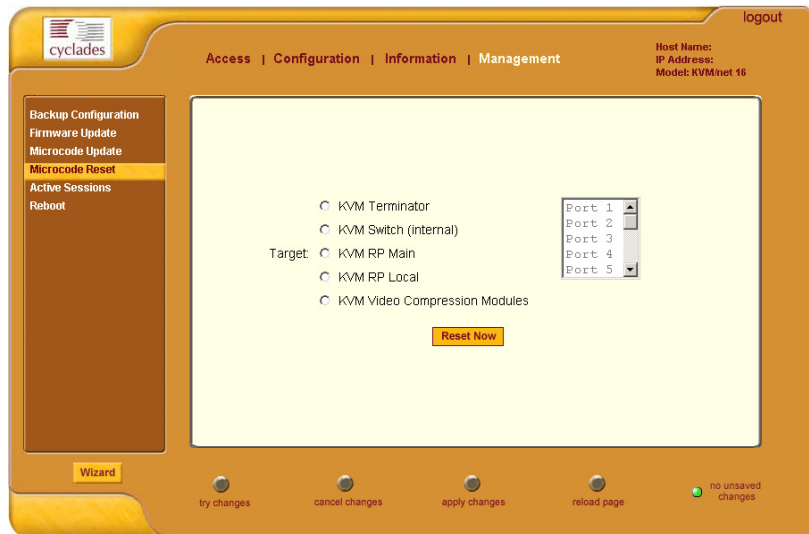 logout
cyclades
Access | Configuration | Information | Management
Host Name:
IP Address:
Model: KVM/net 16
Backup Configuration
Firmware Update
Microcode Update
Microcode Reset
Active Sessions
Reboot
Target:
KVM Terminator
KVM Switch (internal)
KVM RP Main
KVM RP Local
KVM Video Compression Modules
Port 1
Port 2
Port 3
Port 4
Port 5
Reset Now
Wizard
try changes
cancel changes
apply changes
reload page
no unsaved
changes